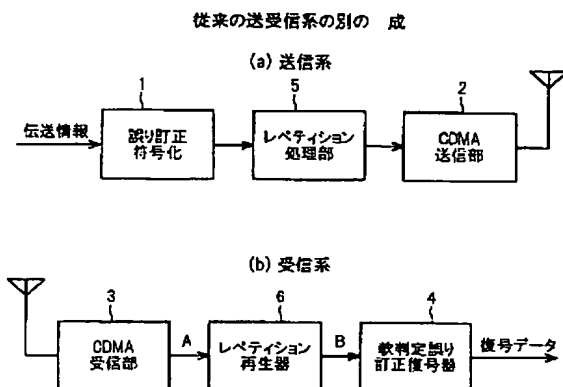 従来の送受信系の別の 成
(a) 送信系
1
5
2
伝送情報
誤り訂正
符号化
レペティション
処理部
CDMA
送信部
(b) 受信系
3
6
4
CDMA
受信部
A
レペティション
再生器
B
軟判定誤り
訂正復号器
復号データ